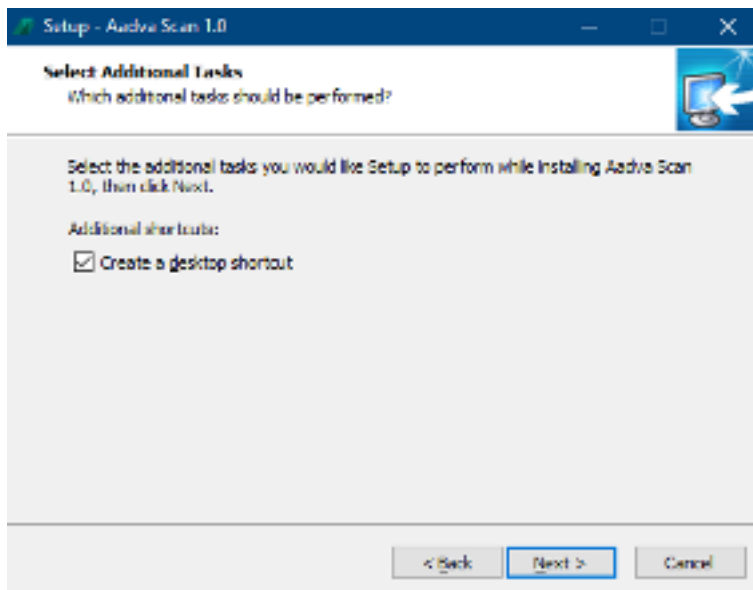 Setup - Aadva Scan 1.0
Select Additional Tasks
Which additional tasks should be performed?
Select the additional tasks you would like Setup to perform while installing Aadva Scan
1.0, then click Next.
Additional shortcuts:
Create a desktop shortcut
< Back
Next >
Cancel